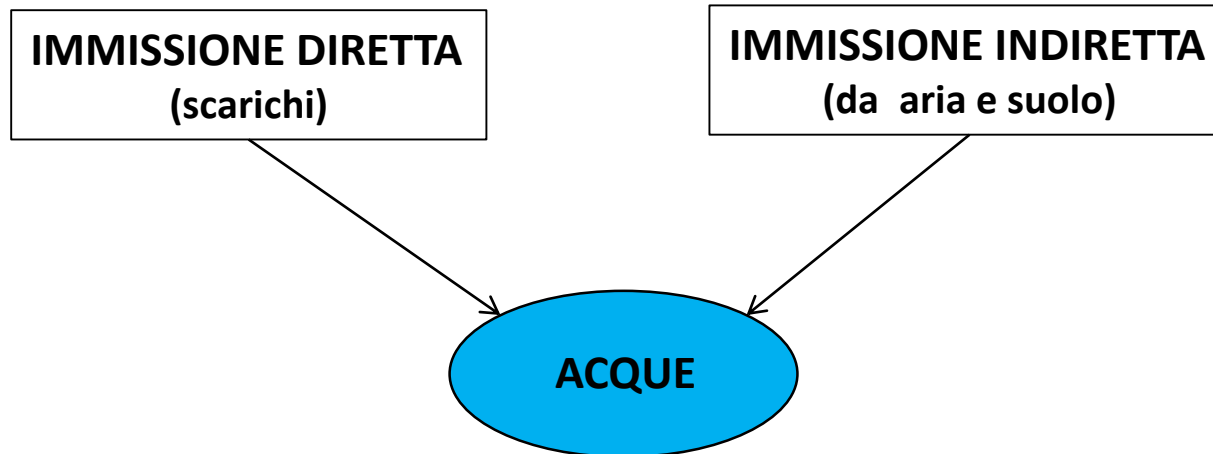 IMMISSIONE DIRETTA
(scarichi)
IMMISSIONE INDIRETTA
(da aria e suolo)
ACQUE